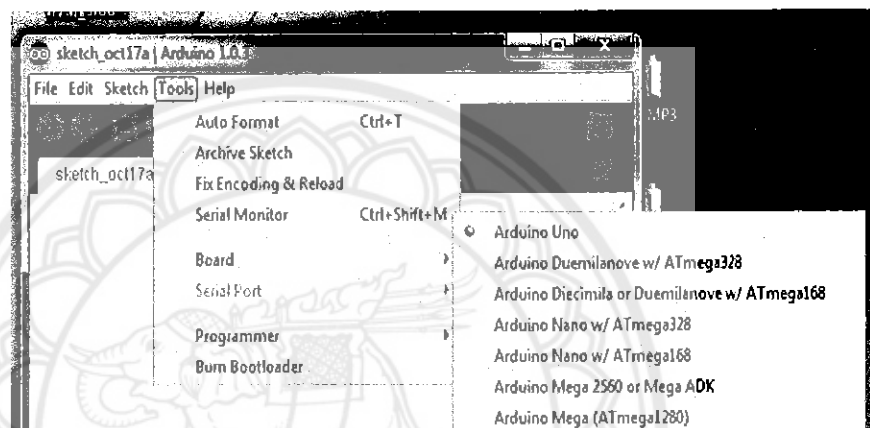 sketch_oct17a | Arduino 1.0.3
File Edit Sketch Tools Help
MP3
Auto Format Ctrl+T
Archive Sketch
sketch_oct17a
Fix Encoding & Reload
Serial Monitor Ctrl+Shift+M
Arduino Uno
Arduino Duemilanove w/ ATmega328
Board
Serial Port
Arduino Diecimila or Duemilanove w/ ATmega168
Arduino Nano w/ ATmega328
Programmer
Arduino Nano w/ ATmega168
Burn Bootloader
Arduino Mega 2560 or Mega ADK
Arduino Mega (ATmega1280)